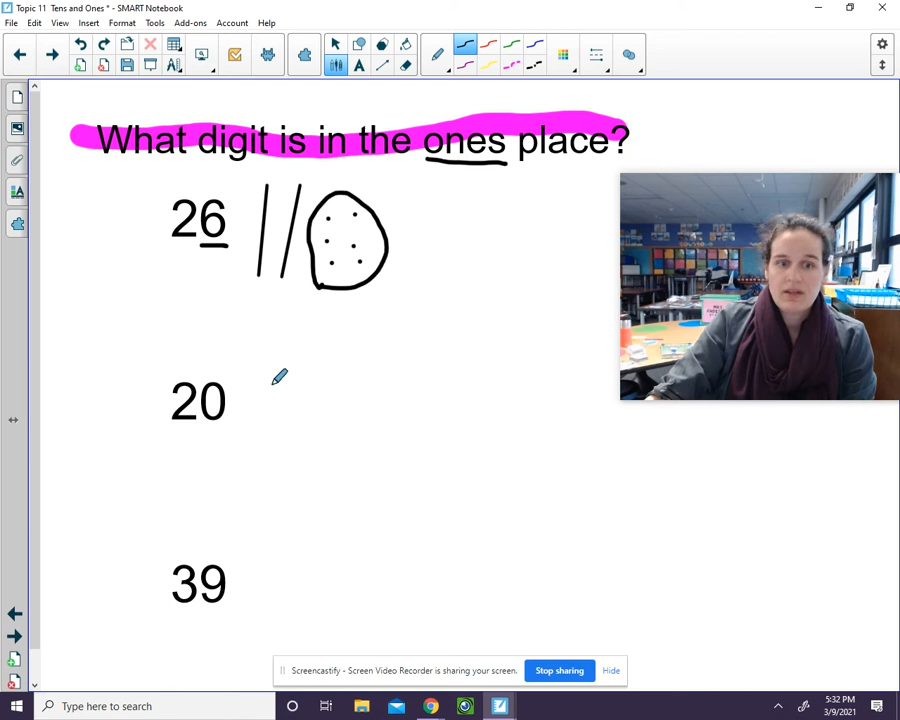 Topic 11 Tens and Ones * - SMART Notebook
File Edit View Insert Format Tools Add-ons Account Help
What digit is in the ones place?
26
20
39
Screencastify - Screen Video Recorder is sharing your screen. Stop sharing Hide
Type here to search
5:32 PM
3/9/2021